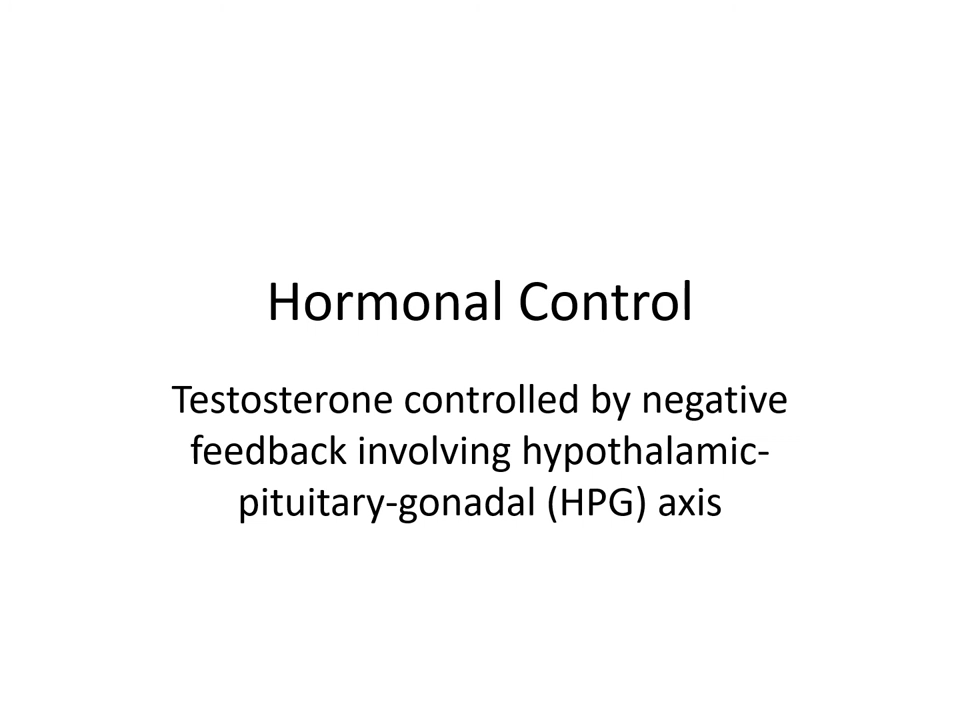 Hormonal Control
Testosterone controlled by negative
feedback involving hypothalamic-
pituitary-gonadal (HPG) axis